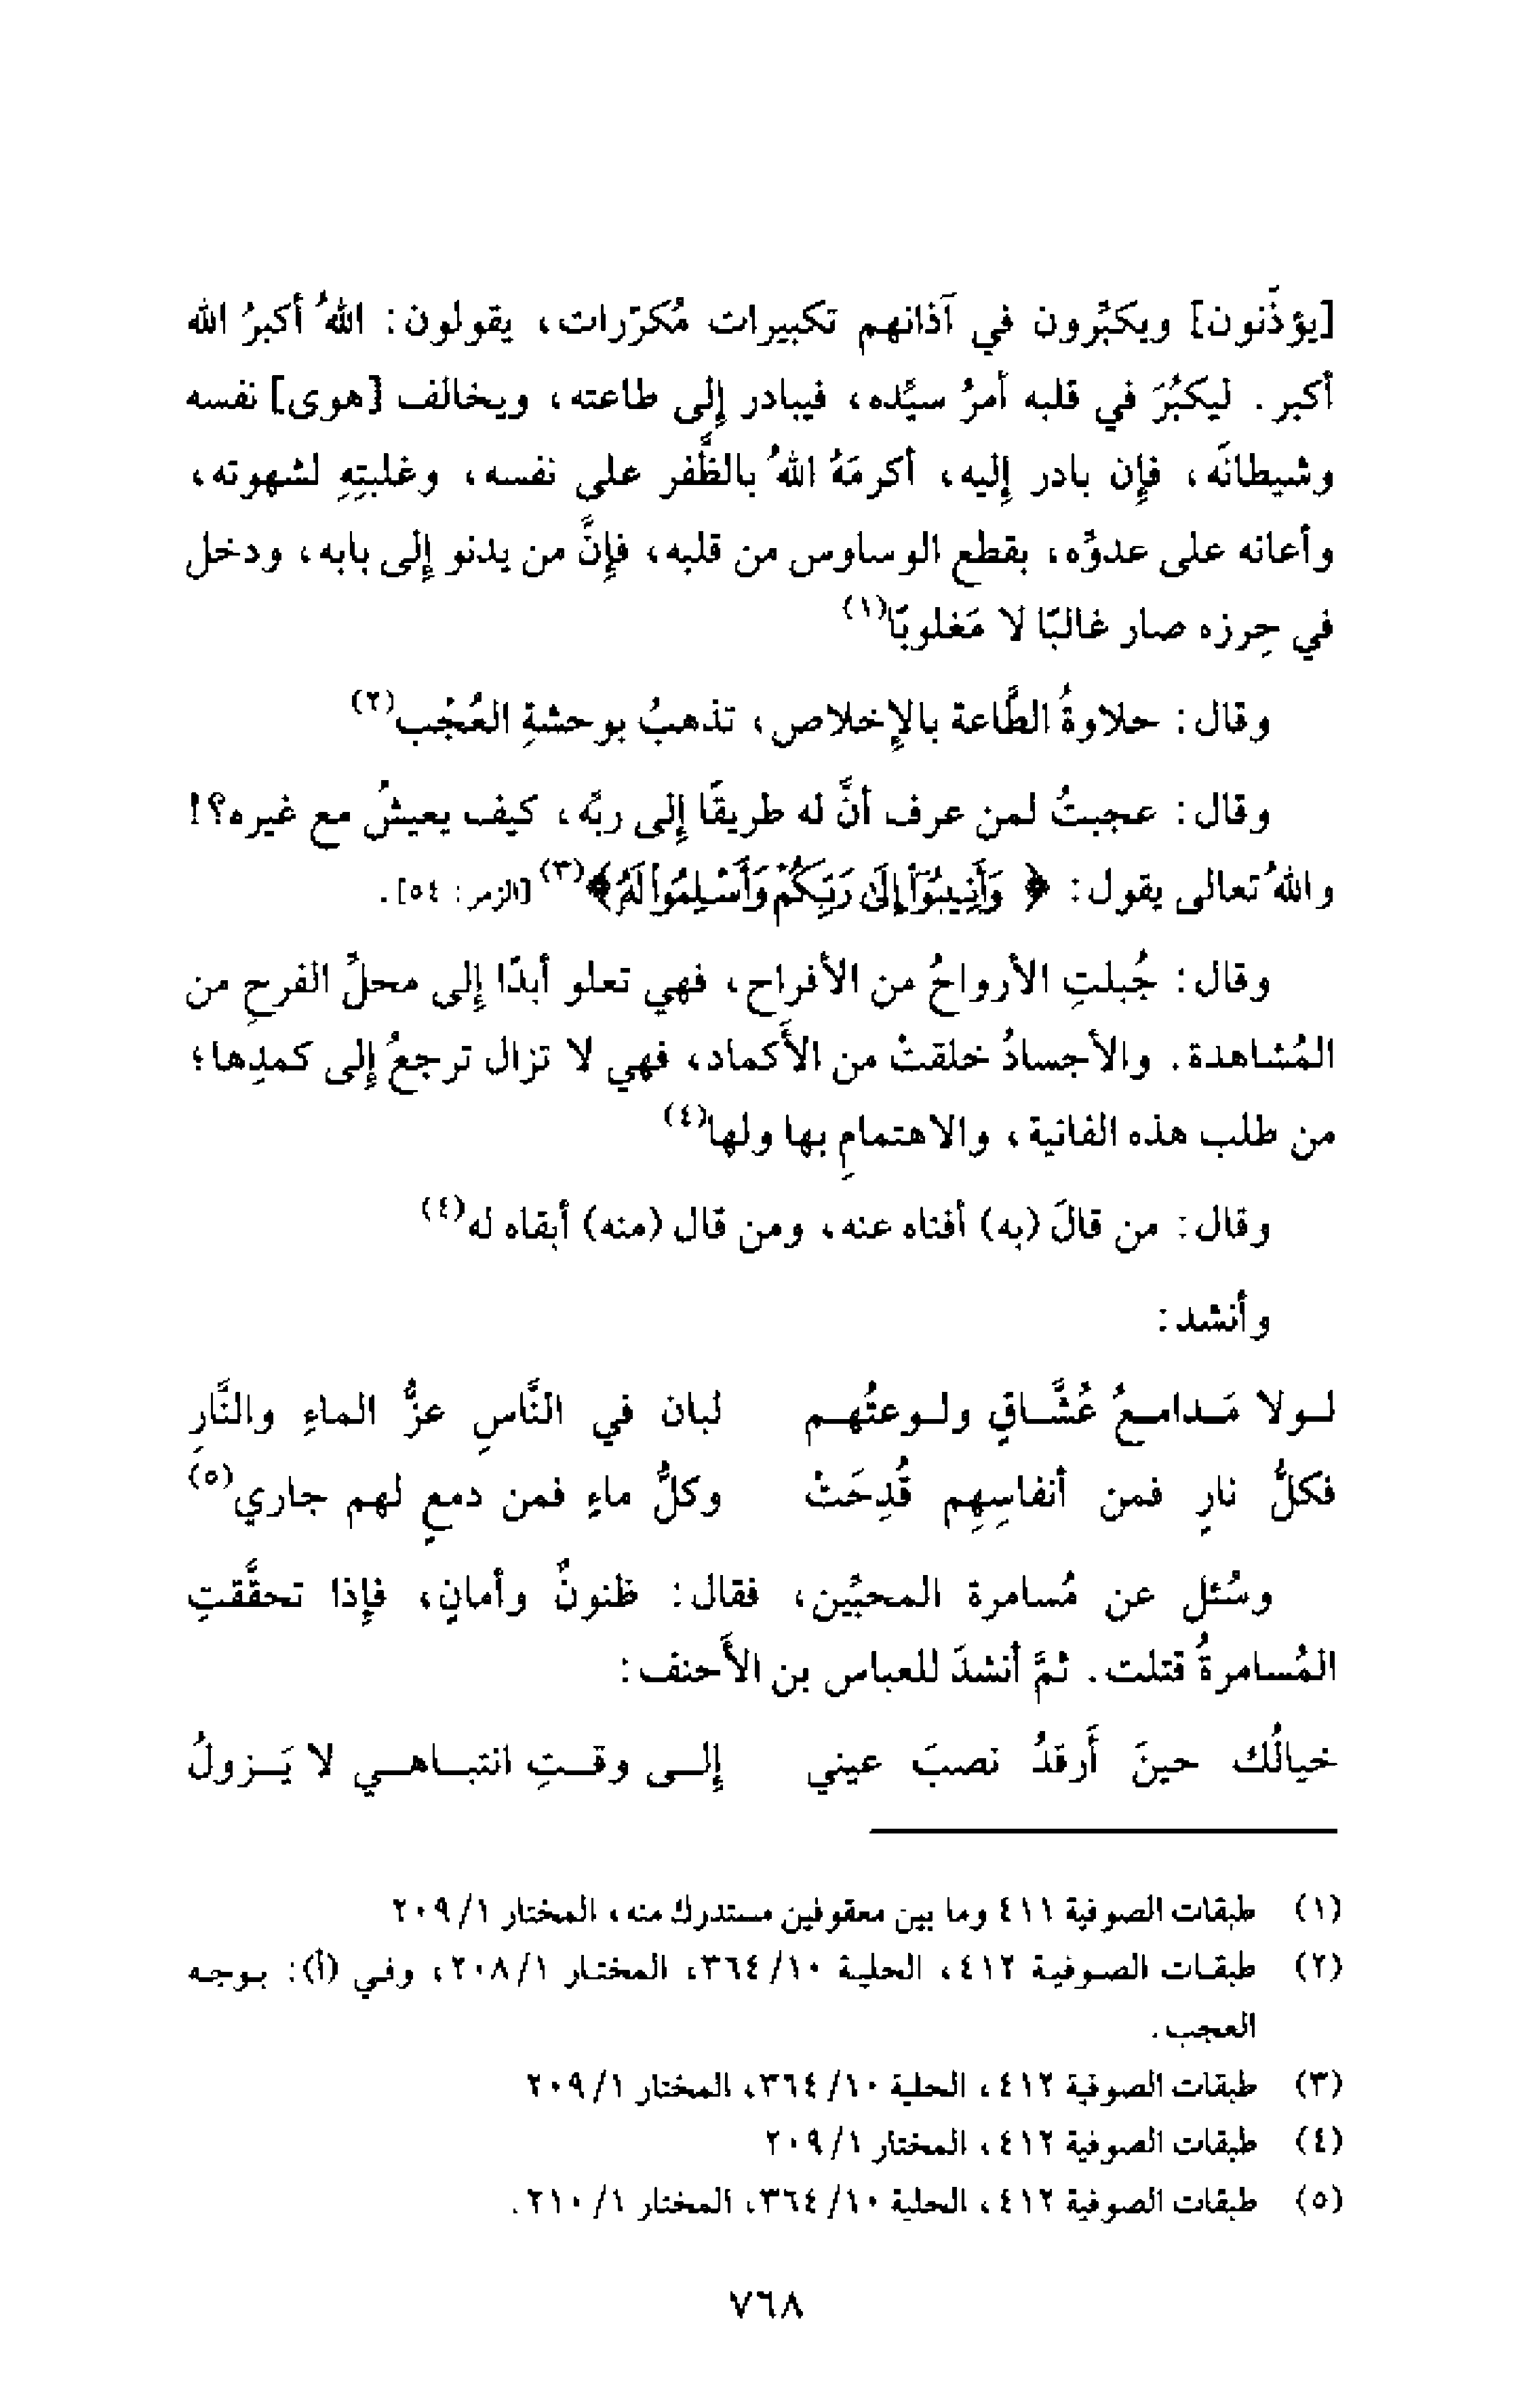 [يؤذَنون] ويكبِّرون في آذانهم تكبيرات مُكرّرات، يقولون: اللهُ أكبرُ الله
أكبر. ليكبُرَ في قلبه أمرُ سيِّده، فيبادر إلى طاعته، ويخالف [هوى] نفسه
وشيطانَه، فإن بادر إليه، أكرمَهُ اللهُ بالظَّفر على نفسه، وغلبتِهِ لشهوته،
وأعانه على عدوِّه، بقطع الوساوس من قلبه، فإنَّ من يدنو إلى بابه، ودخل
في حِرزه صار غالبًا لا مَغلوبًا(١)
وقال: حلاوةُ الطَّاعة بالإخلاص، تذهبُ بوحشةِ العُجْب(٢)
وقال: عجبتُ لمن عرف أنَّ له طريقًا إلى ربِّه، كيف يعيشُ مع غيره؟!
واللهُ تعالى يقول: ﴿ وَأَنِيبُوٓا۟ إِلَىٰ رَبِّكُمْ وَأَسْلِمُوا۟ لَهُ﴾(٣) [الزمر: ٥٤].
وقال: جُبلتِ الأرواحُ من الأفراح، فهي تعلو أبدًا إلى محلِّ الفرحِ من
المُشاهدة. والأجسادُ خلقتْ من الأَكماد، فهي لا تزال ترجعُ إلى كمدِها؛
من طلب هذه الفانية، والاهتمامِ بها ولها(٤)
وقال: من قالَ (به) أفناه عنه، ومن قال (منه) أبقاه له(٤)
وأنشد:
لـولا مَـدامـعُ عُشَّـاقٍ ولـوعتُهـم لبان في النَّاسِ عزُّ الماءِ والنَّارِ
فكلُّ نارٍ فمن أنفاسِهِم قُدِحَتْ وكلُّ ماءٍ فمن دمعٍ لهم جاري(٥)
وسُئل عن مُسامرة المحبِّين، فقال: ظنونٌ وأمانٍ، فإذا تحقَّقتِ
المُسامرةُ قتلت. ثمَّ أنشدَ للعباس بن الأَحنف:
خيالُك حينَ أَرقدُ نصبَ عيني إلـى وقـتِ انتبـاهـي لا يَـزولُ
(١) طبقات الصوفية ٤١١ وما بين معقوفين مستدرك منه، المختار ٢٠٩/١
(٢) طبقات الصوفية ٤١٢، الحلية ٣٦٤/١٠، المختار ٢٠٨/١، وفي (أ): بوجه
العجب.
(٣) طبقات الصوفية ٤١٢، الحلية ٣٦٤/١٠، المختار ٢٠٩/١
(٤) طبقات الصوفية ٤١٢، المختار ٢٠٩/١
(٥) طبقات الصوفية ٤١٢، الحلية ٣٦٤/١٠، المختار ٢١٠/١.
٧٦٨